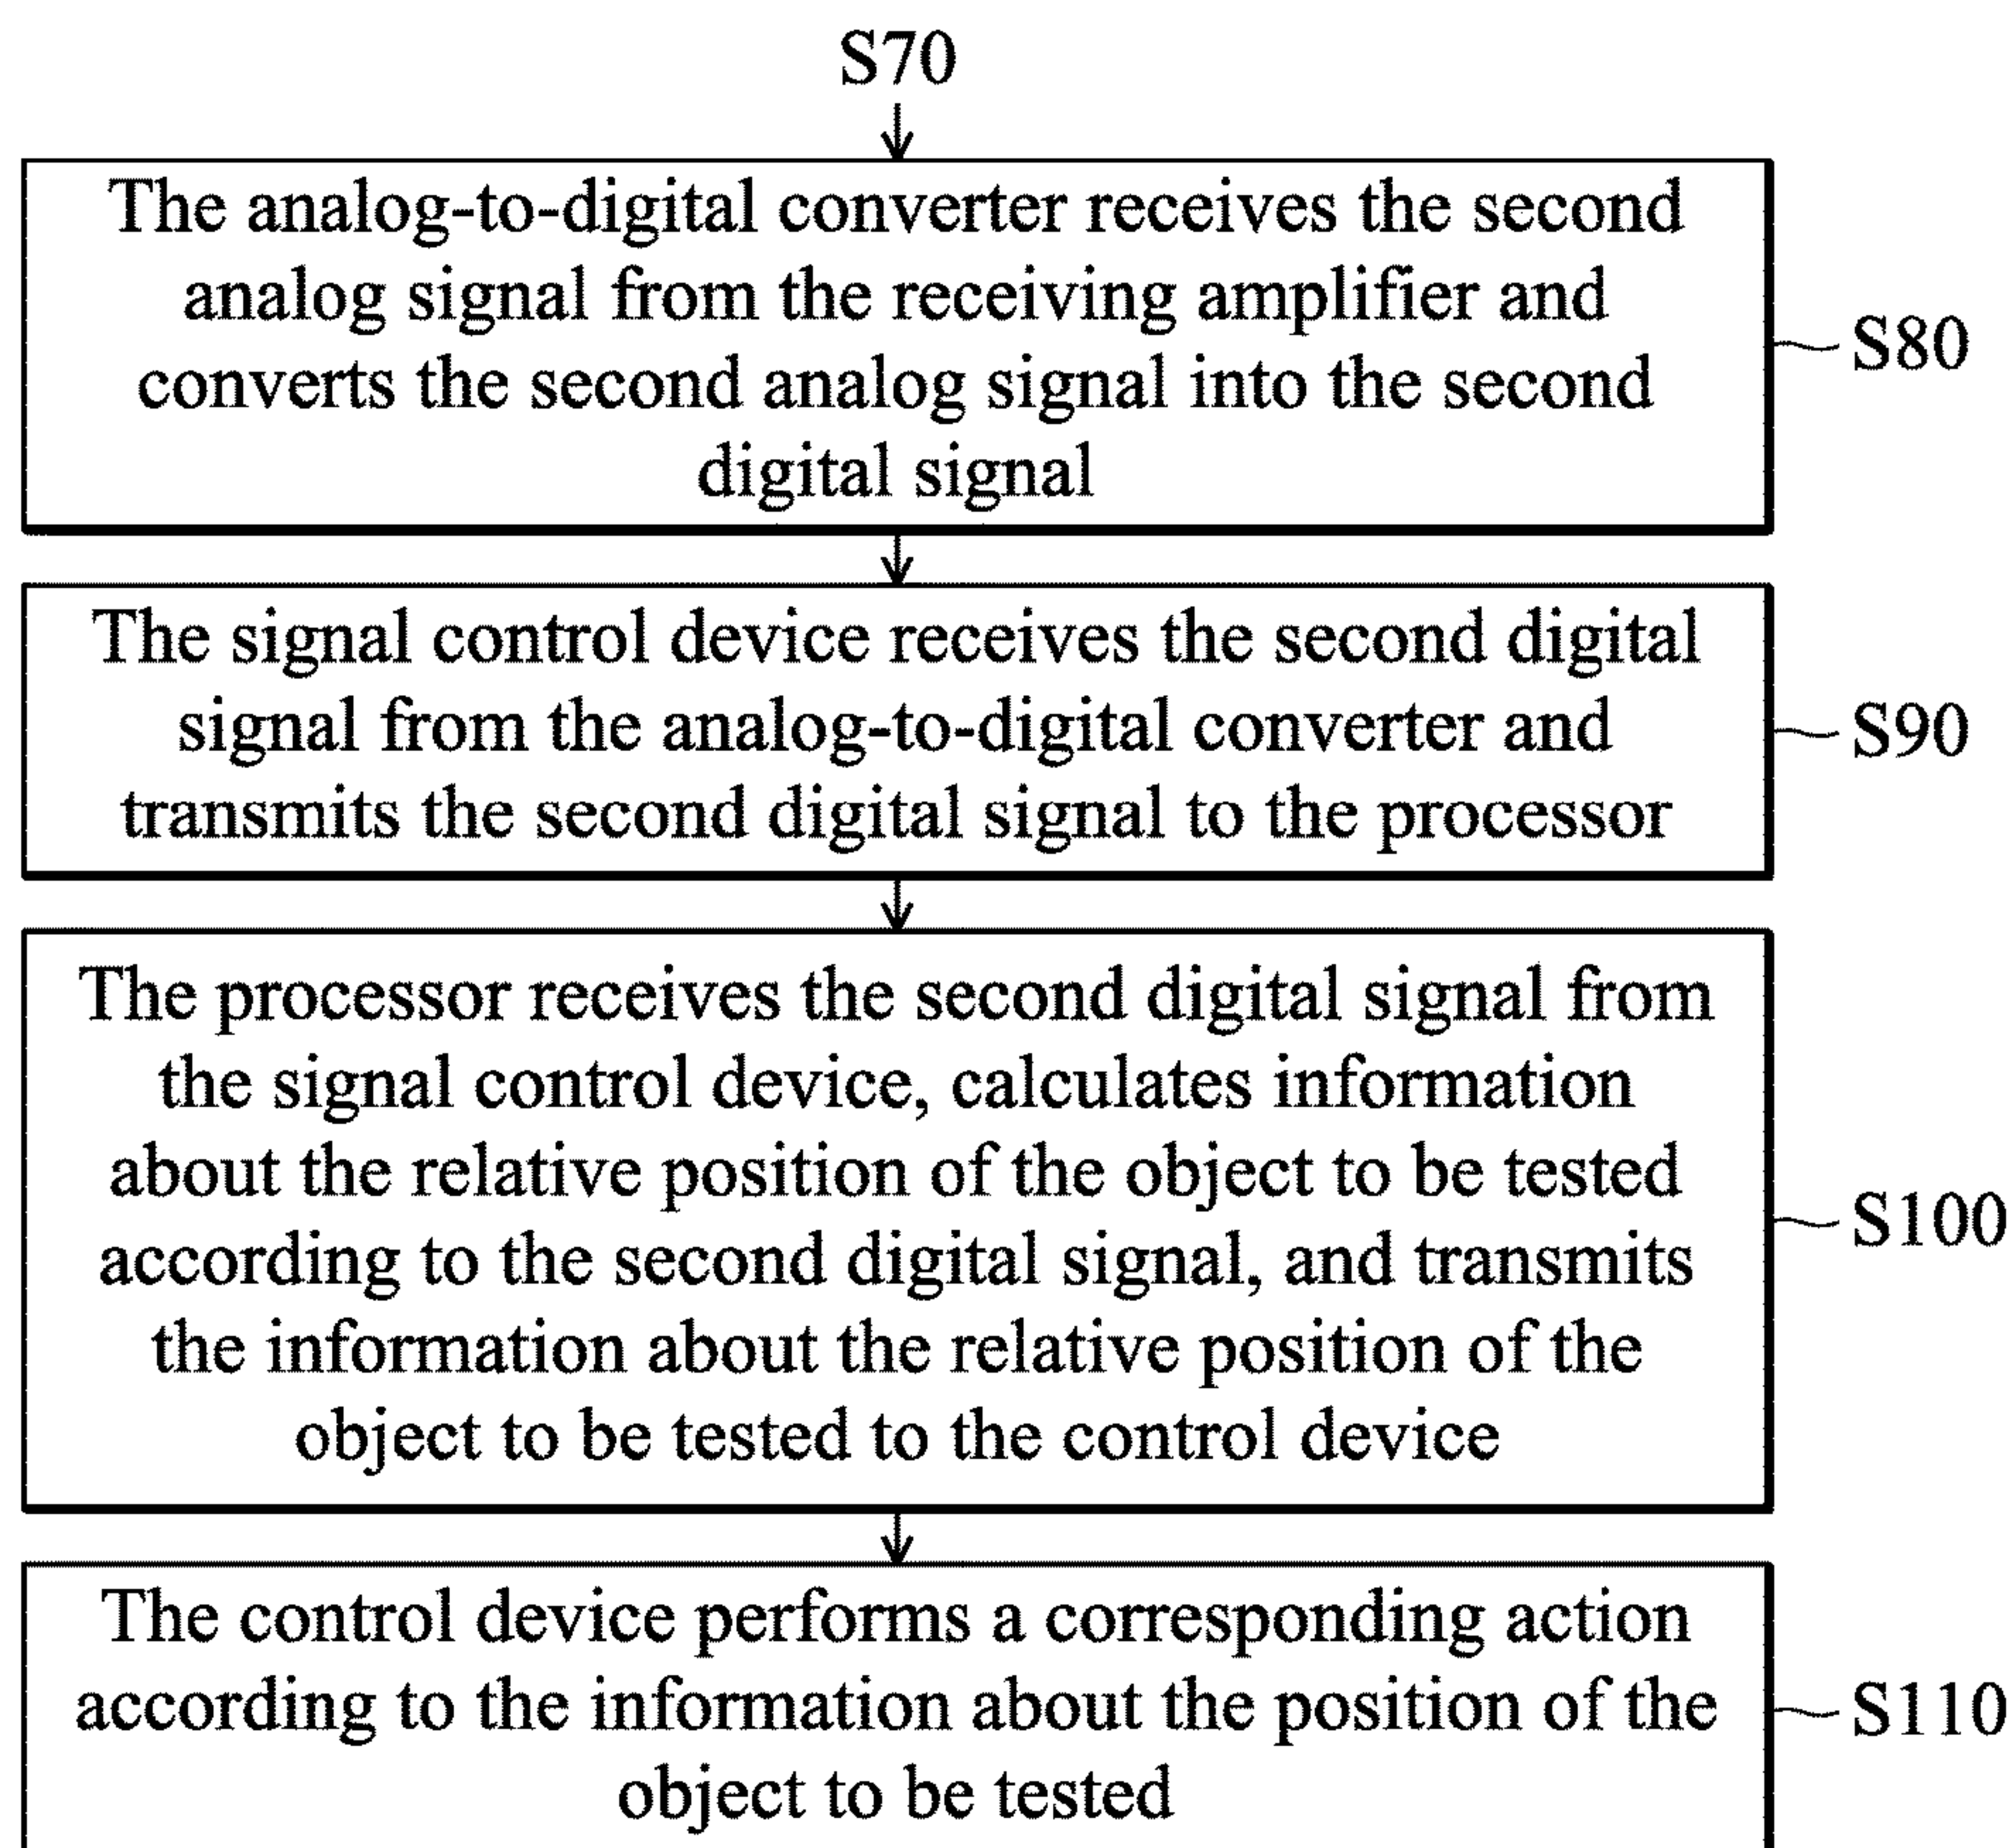 S70
The analog-to-digital converter receives the second
analog signal from the receiving amplifier and
converts the second analog signal into the second
digital signal
S80
The signal control device receives the second digital
signal from the analog-to-digital converter and
transmits the second digital signal to the processor
S90
The processor receives the second digital signal from
the signal control device, calculates information
about the relative position of the object to be tested
according to the second digital signal, and transmits
the information about the relative position of the
object to be tested to the control device
S100
The control device performs a corresponding action
according to the information about the position of the
object to be tested
S110